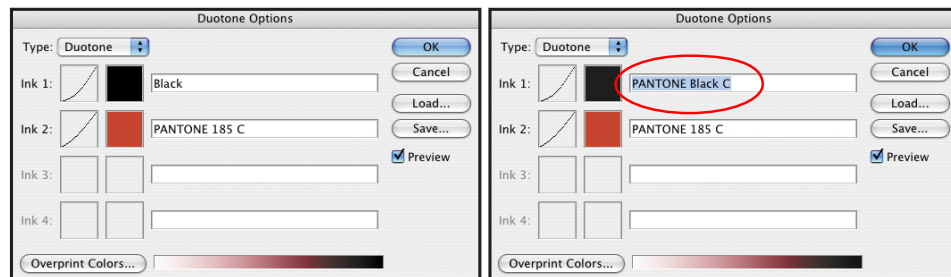 Duotone Options
Type: Duotone
OK
Ink 1: Black
Cancel
Load...
Ink 2: PANTONE 185 C
Save...
Preview
Ink 3:
Ink 4:
Overprint Colors...
Duotone Options
Type: Duotone
OK
Ink 1: PANTONE Black C
Cancel
Load...
Ink 2: PANTONE 185 C
Save...
Preview
Ink 3:
Ink 4:
Overprint Colors...